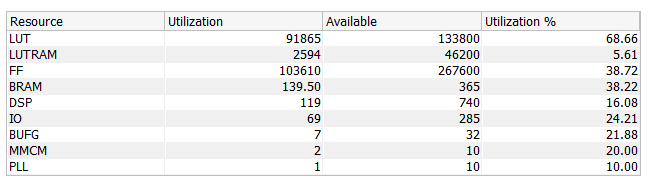 Resource Utilization Available Utilization %
LUT 91865 133800 68.66
LUTRAM 2594 46200 5.61
FF 103610 267600 38.72
BRAM 139.50 365 38.22
DSP 119 740 16.08
IO 69 285 24.21
BUFG 7 32 21.88
MMCM 2 10 20.00
PLL 1 10 10.00